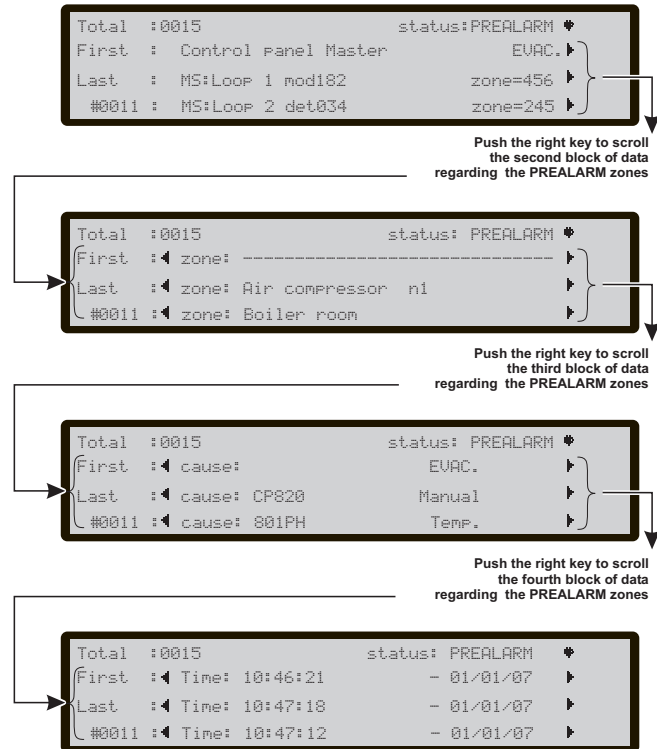 Total :0015 status:PREALARM
First : Control panel Master EVAC.
Last : MS:Loop 1 mod182 zone=456
#0011 : MS:Loop 2 det034 zone=245
Push the right key to scroll
the second block of data
regarding the PREALARM zones
Total :0015 status: PREALARM
First : zone: ------------------------------
Last : zone: Air compressor n1
#0011 : zone: Boiler room
Push the right key to scroll
the third block of data
regarding the PREALARM zones
Total :0015 status: PREALARM
First : cause: EVAC.
Last : cause: CP820 Manual
#0011 : cause: 801PH Temp.
Push the right key to scroll
the fourth block of data
regarding the PREALARM zones
Total :0015 status: PREALARM
First : Time: 10:46:21 - 01/01/07
Last : Time: 10:47:18 - 01/01/07
#0011 : Time: 10:47:12 - 01/01/07